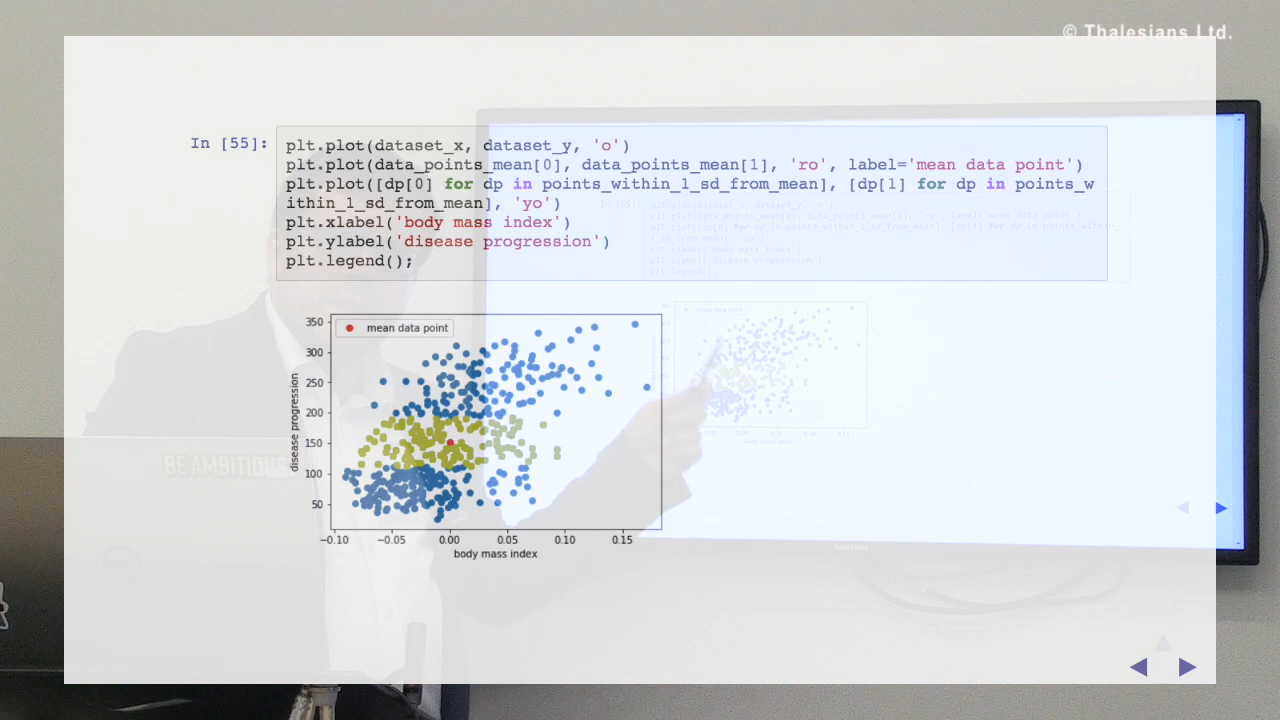 © Thalesians Ltd.
In [55]:
plt.plot(dataset_x, dataset_y, 'o')
plt.plot(data_points_mean[0], data_points_mean[1], 'ro', label='mean data point')
plt.plot([dp[0] for dp in points_within_1_sd_from_mean], [dp[1] for dp in points_w
ithin_1_sd_from_mean], 'yo')
plt.xlabel('body mass index')
plt.ylabel('disease progression')
plt.legend();
mean data point
350
300
250
200
150
100
50
disease progression
−0.10 −0.05 0.00 0.05 0.10 0.15
body mass index
BE AMBITIOUS